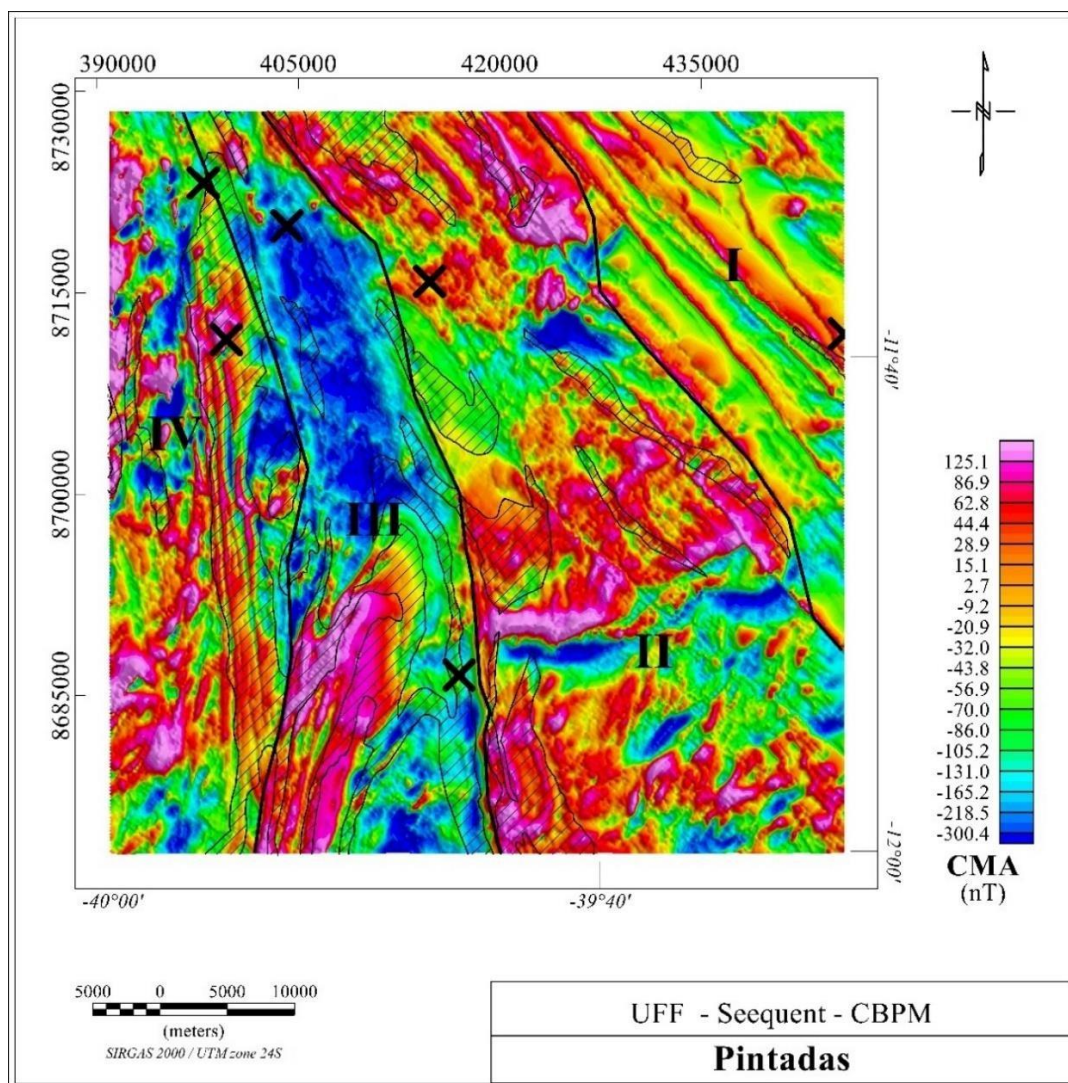 390000 405000 420000 435000
8730000
8715000
8700000
8685000
N
I
II
III
IV
-11°40'
-12°00'
-40°00'
-39°40'
125.1
86.9
62.8
44.4
28.9
15.1
2.7
-9.2
-20.9
-32.0
-43.8
-56.9
-70.0
-86.0
-105.2
-131.0
-165.2
-218.5
-300.4
CMA
(nT)
5000 0 5000 10000
(meters)
SIRGAS 2000 / UTM zone 24S
UFF - Seequent - CBPM
Pintadas